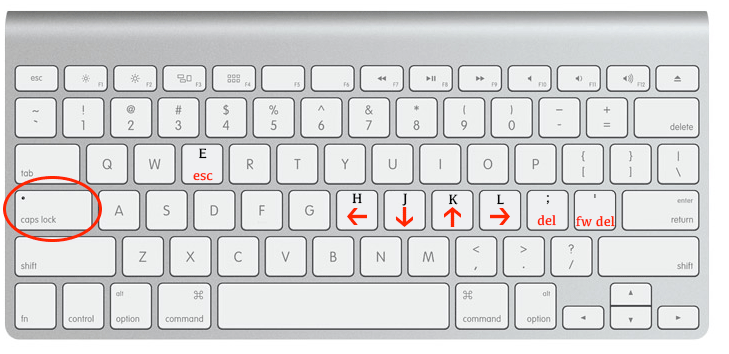 esc F1 F2 F3 F4 F5 F6 F7 F8 F9 F10 F11 F12
~ ! @ # $ % ^ & * ( ) – +
` 1 2 3 4 5 6 7 8 9 0 - = delete
tab Q W E R T Y U I O P { } |
esc [ ] \
• H J K L ; ' enter
caps lock A S D F G ← ↓ ↑ → del fw del return
shift Z X C V B N M < > ? shift
, . /
alt ⌘ ⌘ alt ▲
fn control option command command option ◄ ▼ ►